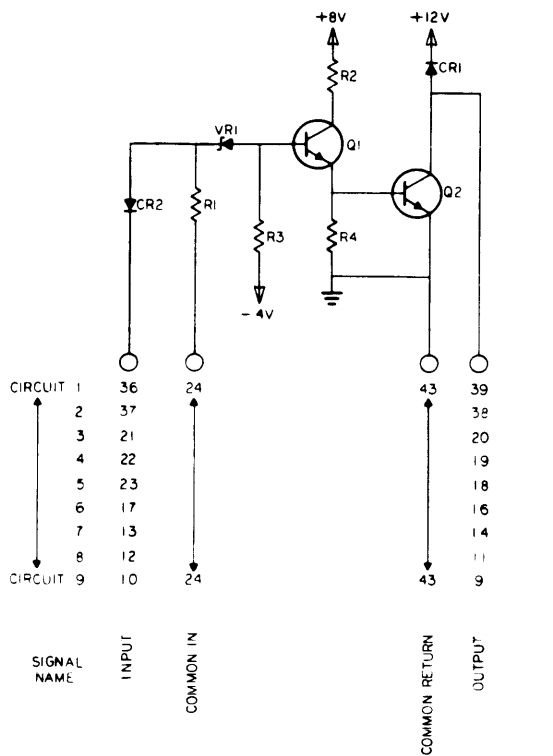 +8V +12V
R2 CR1
VR1 Q1
CR2 R1 Q2
R3 R4
- 4V
CIRCUIT 1 36 24 43 39
2 37 38
3 21 20
4 22 19
5 23 18
6 17 16
7 13 14
8 12 11
CIRCUIT 9 10 24 43 9
SIGNAL
NAME
INPUT
COMMON IN
COMMON RETURN
OUTPUT